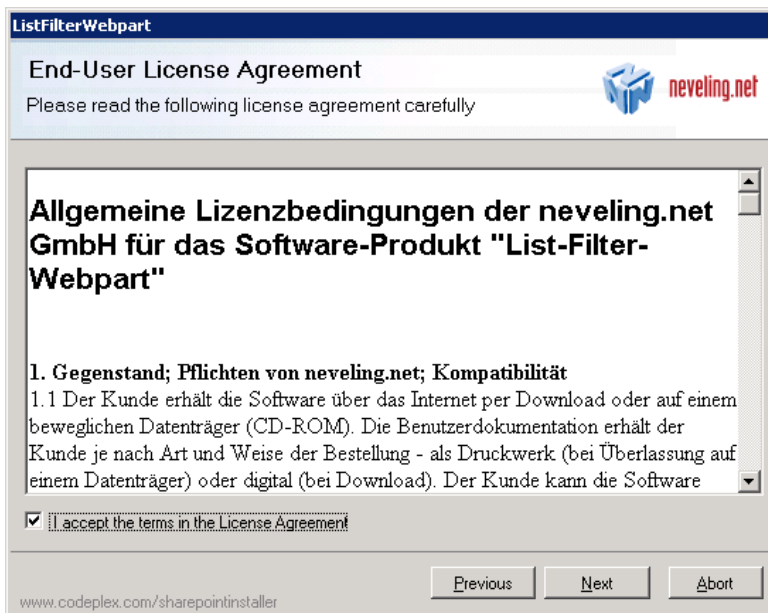 ListFilterWebpart
End-User License Agreement
Please read the following license agreement carefully
neveling.net
Allgemeine Lizenzbedingungen der neveling.net
GmbH für das Software-Produkt "List-Filter-
Webpart"
1. Gegenstand; Pflichten von neveling.net; Kompatibilität
1.1 Der Kunde erhält die Software über das Internet per Download oder auf einem
beweglichen Datenträger (CD-ROM). Die Benutzerdokumentation erhält der
Kunde je nach Art und Weise der Bestellung - als Druckwerk (bei Überlassung auf
einem Datenträger) oder digital (bei Download). Der Kunde kann die Software
I accept the terms in the License Agreement
Previous Next Abort
www.codeplex.com/sharepointinstaller